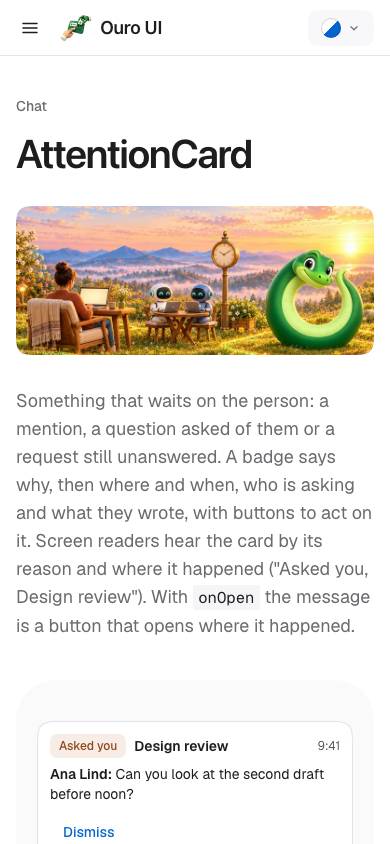 Ouro UI
Chat
AttentionCard
Something that waits on the person: a
mention, a question asked of them or a
request still unanswered. A badge says
why, then where and when, who is asking
and what they wrote, with buttons to act on
it. Screen readers hear the card by its
reason and where it happened ("Asked you,
Design review"). With onOpen the message
is a button that opens where it happened.
Asked you Design review 9:41
Ana Lind: Can you look at the second draft
before noon?
Dismiss